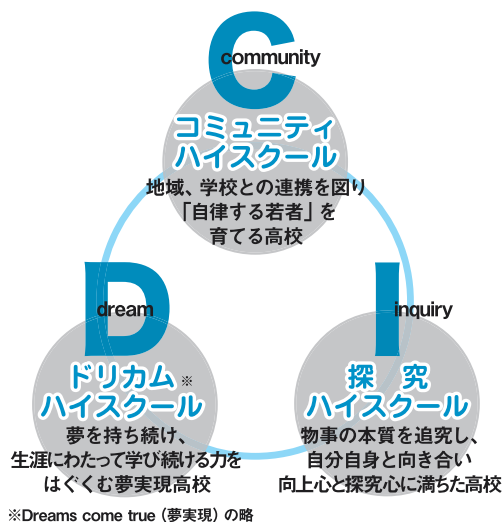 C
community
コミュニティ
ハイスクール
地域、学校との連携を図り
「自律する若者」を
育てる高校
D
dream
ドリカム※
ハイスクール
夢を持ち続け、
生涯にわたって学び続ける力を
はぐくむ夢実現高校
I
inquiry
探 究
ハイスクール
物事の本質を追究し、
自分自身と向き合い
向上心と探究心に満ちた高校
※Dreams come true（夢実現）の略